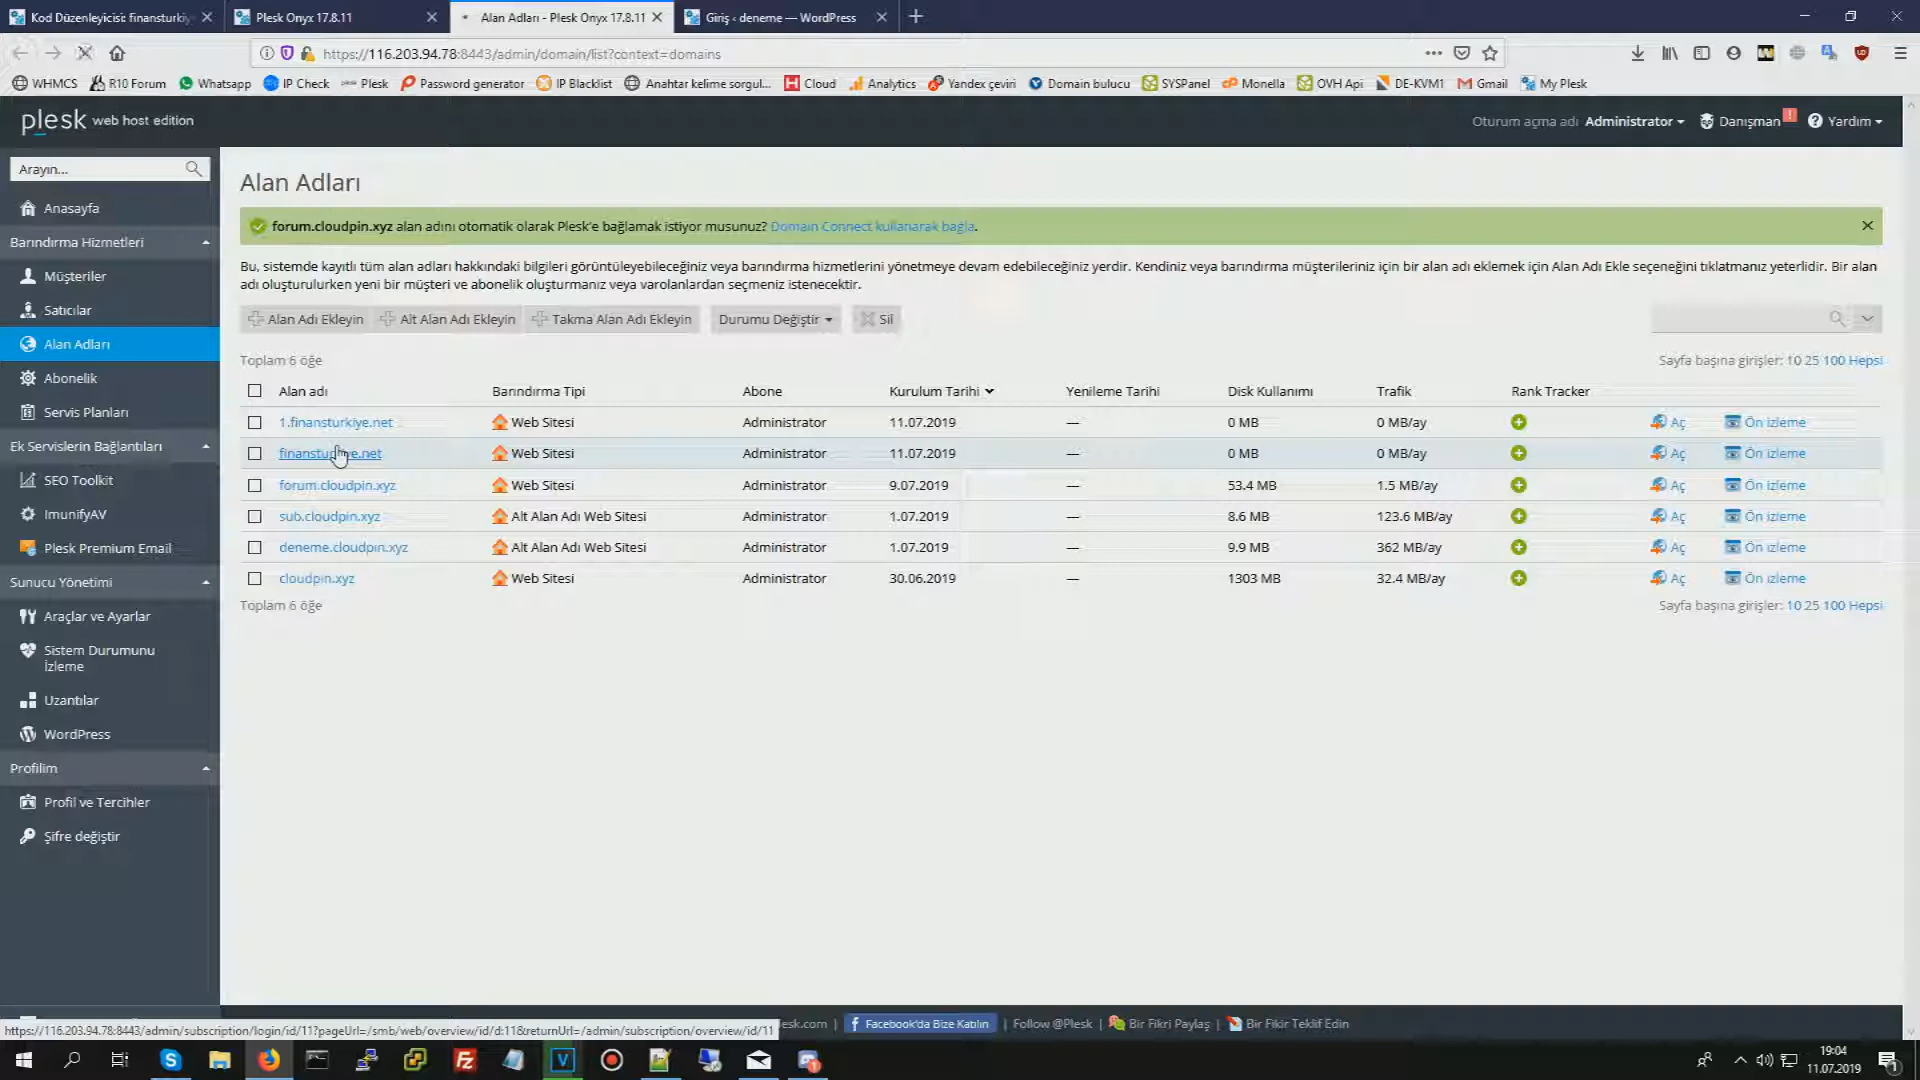 Kod Düzenleyicisi: finansturkiy
Plesk Onyx 17.8.11
Alan Adları - Plesk Onyx 17.8.11
Giriş ‹ deneme — WordPress
https://116.203.94.78:8443/admin/domain/list?context=domains
WHMCS
R10 Forum
Whatsapp
IP Check
Plesk
Password generator
IP Blacklist
Anahtar kelime sorgul...
Cloud
Analytics
Yandex çeviri
Domain bulucu
SYSPanel
Monella
OVH Api
DE-KVM1
Gmail
My Plesk
plesk web host edition
Oturum açma adı Administrator
Danışman
Yardım
Arayın...
Anasayfa
Barındırma Hizmetleri
Müşteriler
Satıcılar
Alan Adları
Abonelik
Servis Planları
Ek Servislerin Bağlantıları
SEO Toolkit
ImunifyAV
Plesk Premium Email
Sunucu Yönetimi
Araçlar ve Ayarlar
Sistem Durumunu
İzleme
Uzantılar
WordPress
Profilim
Profil ve Tercihler
Şifre değiştir
Alan Adları
forum.cloudpin.xyz alan adını otomatik olarak Plesk'e bağlamak istiyor musunuz? Domain Connect kullanarak bağla.
Bu, sistemde kayıtlı tüm alan adları hakkındaki bilgileri görüntüleyebileceğiniz veya barındırma hizmetlerini yönetmeye devam edebileceğiniz yerdir. Kendiniz veya barındırma müşterileriniz için bir alan adı eklemek için Alan Adı Ekle seçeneğini tıklatmanız yeterlidir. Bir alan
adı oluşturulurken yeni bir müşteri ve abonelik oluşturmanız veya varolanlardan seçmeniz istenecektir.
Alan Adı Ekleyin
Alt Alan Adı Ekleyin
Takma Alan Adı Ekleyin
Durumu Değiştir
Sil
Toplam 6 öğe
Sayfa başına girişler: 10 25 100 Hepsi
Alan adı Barındırma Tipi Abone Kurulum Tarihi Yenileme Tarihi Disk Kullanımı Trafik Rank Tracker
1.finansturkiye.net Web Sitesi Administrator 11.07.2019 — 0 MB 0 MB/ay Aç Ön izleme
finanstu e.net Web Sitesi Administrator 11.07.2019 — 0 MB 0 MB/ay Aç Ön izleme
forum.cloudpin.xyz Web Sitesi Administrator 9.07.2019 — 53.4 MB 1.5 MB/ay Aç Ön izleme
sub.cloudpin.xyz Alt Alan Adı Web Sitesi Administrator 1.07.2019 — 8.6 MB 123.6 MB/ay Aç Ön izleme
deneme.cloudpin.xyz Alt Alan Adı Web Sitesi Administrator 1.07.2019 — 9.9 MB 362 MB/ay Aç Ön izleme
cloudpin.xyz Web Sitesi Administrator 30.06.2019 — 1303 MB 32.4 MB/ay Aç Ön izleme
Toplam 6 öğe
Sayfa başına girişler: 10 25 100 Hepsi
https://116.203.94.78:8443/admin/subscription/login/id/11?pageUrl=/smb/web/overview/id/d:11&returnUrl=/admin/subscription/overview/id/11
esk.com | Facebook'da Bize Katılın | Follow @Plesk | Bir Fikri Paylaş | Bir Fikir Teklif Edin
19:04
11.07.2019